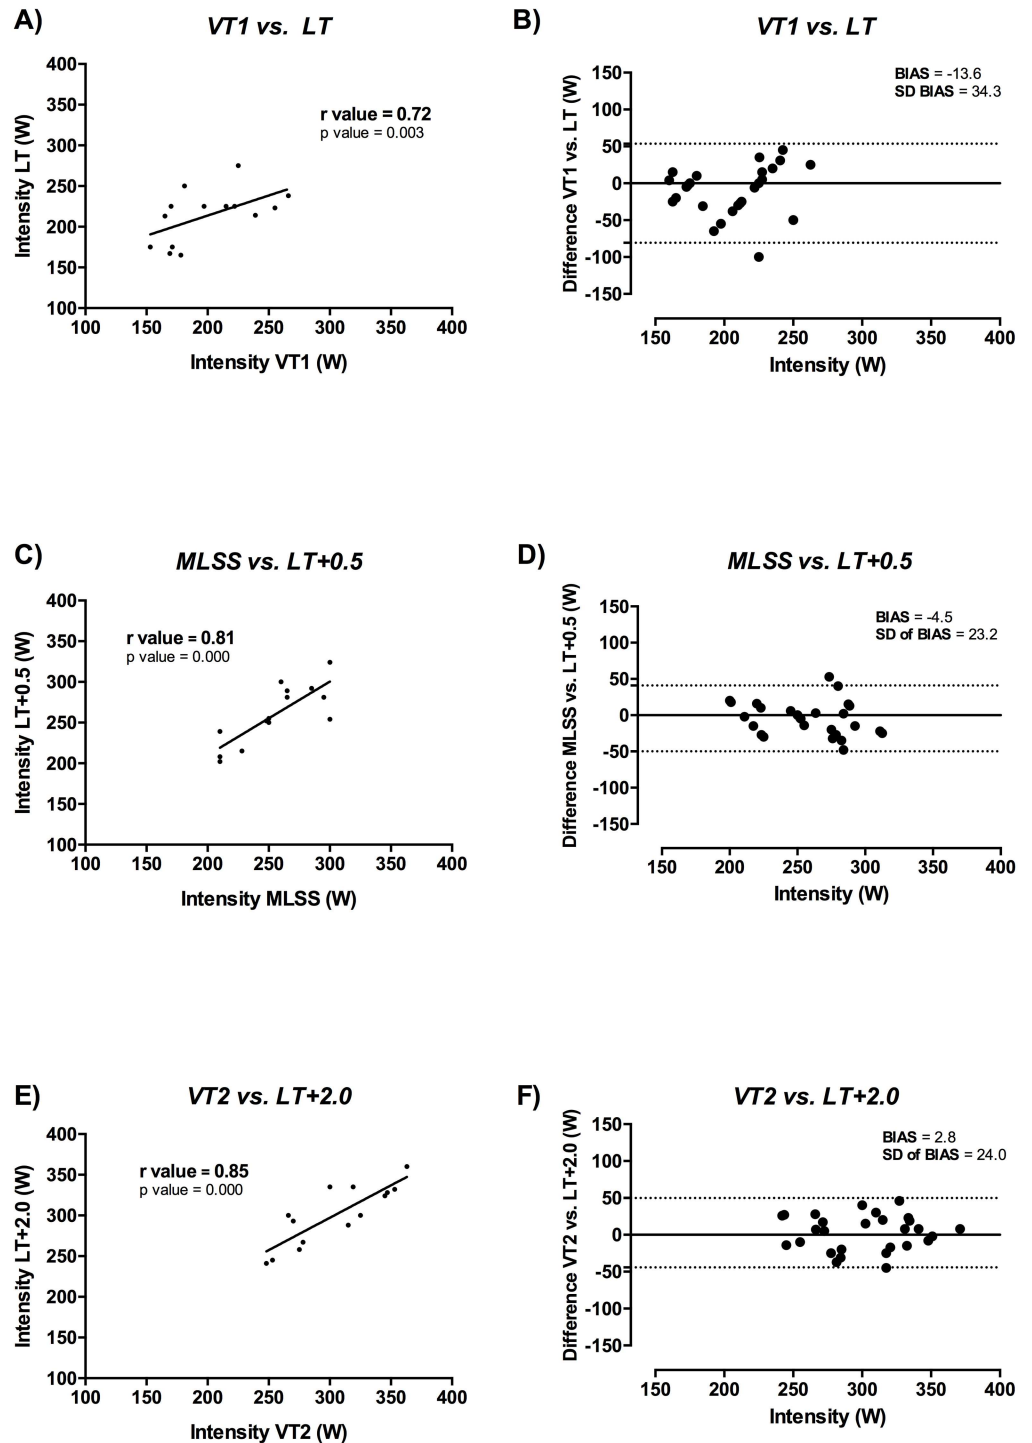 A)
VT1 vs. LT
r value = 0.72
p value = 0.003
Intensity LT (W)
400
350
300
250
200
150
100
100 150 200 250 300 350 400
Intensity VT1 (W)
B)
VT1 vs. LT
BIAS = -13.6
SD BIAS = 34.3
Difference VT1 vs. LT (W)
150
100
50
0
-50
-100
-150
150 200 250 300 350 400
Intensity (W)
C)
MLSS vs. LT+0.5
r value = 0.81
p value = 0.000
Intensity LT+0.5 (W)
400
350
300
250
200
150
100
100 150 200 250 300 350 400
Intensity MLSS (W)
D)
MLSS vs. LT+0.5
BIAS = -4.5
SD of BIAS = 23.2
Difference MLSS vs. LT+0.5 (W)
150
100
50
0
-50
-100
-150
150 200 250 300 350 400
Intensity (W)
E)
VT2 vs. LT+2.0
r value = 0.85
p value = 0.000
Intensity LT+2.0 (W)
400
350
300
250
200
150
100
100 150 200 250 300 350 400
Intensity VT2 (W)
F)
VT2 vs. LT+2.0
BIAS = 2.8
SD of BIAS = 24.0
Difference VT2 vs. LT+2.0 (W)
150
100
50
0
-50
-100
-150
150 200 250 300 350 400
Intensity (W)